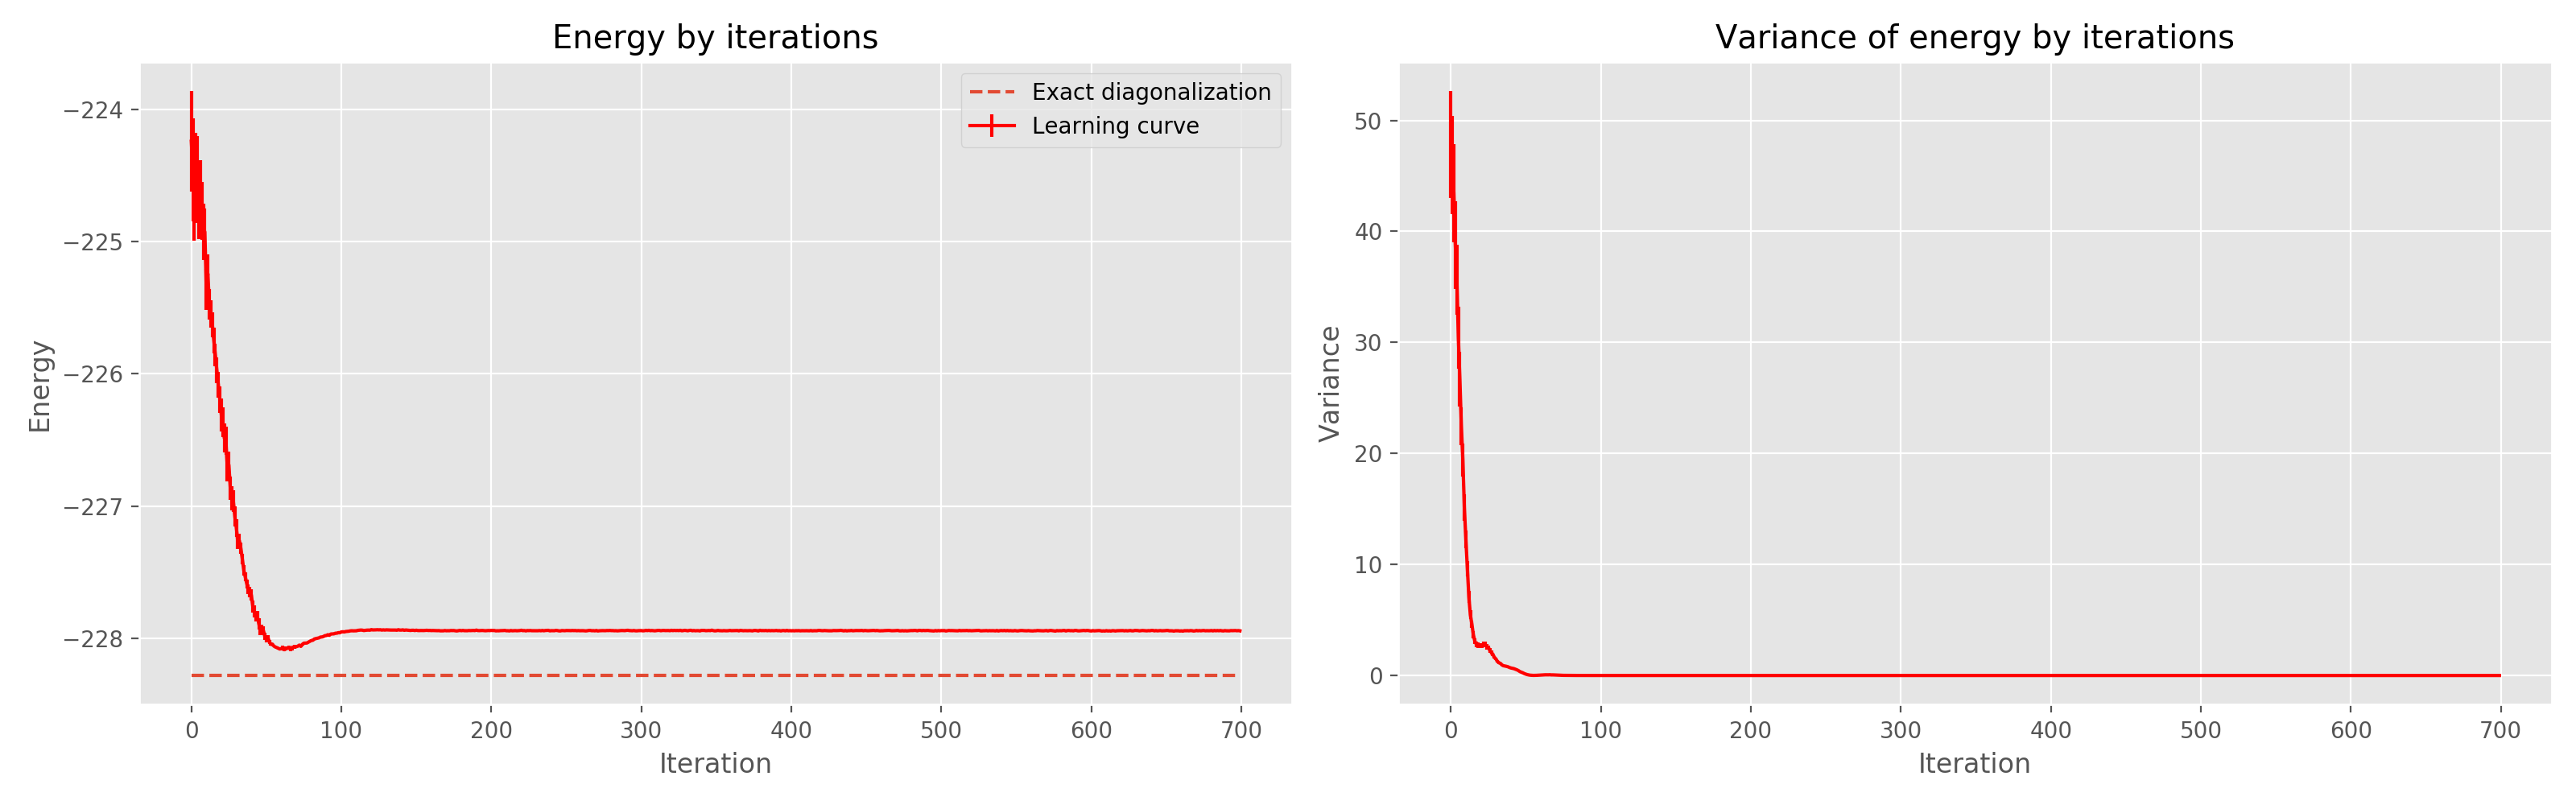 Energy by iterations
Exact diagonalization
Learning curve
−224
−225
−226
−227
−228
Energy
0 100 200 300 400 500 600 700
Iteration
Variance of energy by iterations
50
40
30
20
10
0
Variance
0 100 200 300 400 500 600 700
Iteration